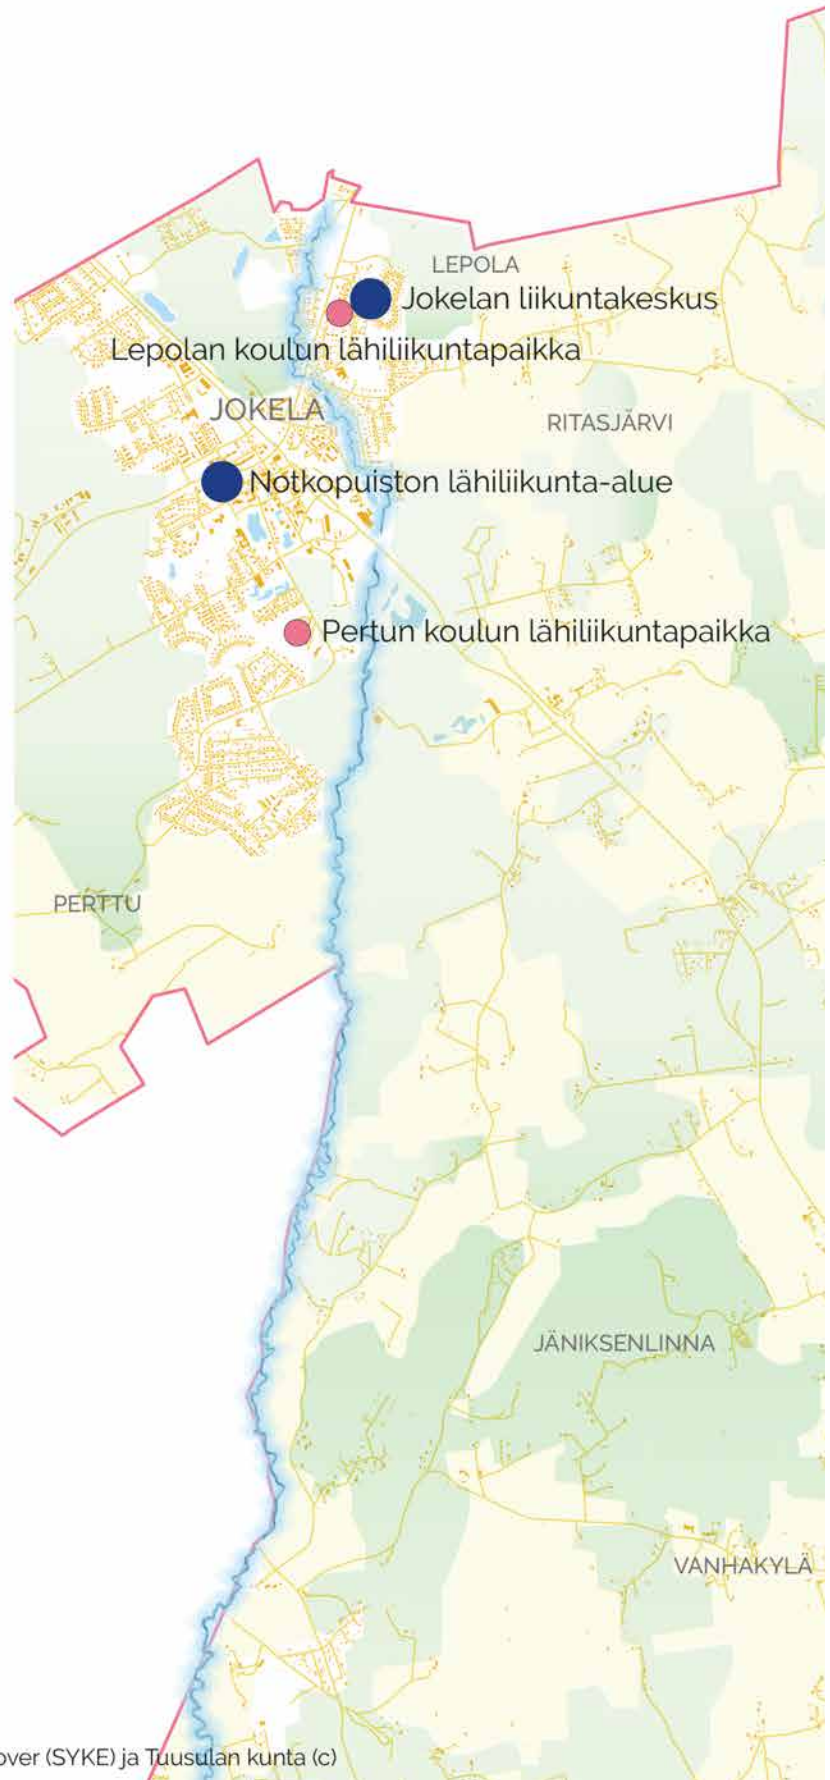 LEPOLA
Jokelan liikuntakeskus
Lepolan koulun lähiliikuntapaikka
JOKELA
RITASJÄRVI
Notkopuiston lähiliikunta-alue
Pertun koulun lähiliikuntapaikka
PERTTU
JÄNIKSENLINNA
VANHAKYLÄ
over (SYKE) ja Tuusulan kunta (c)